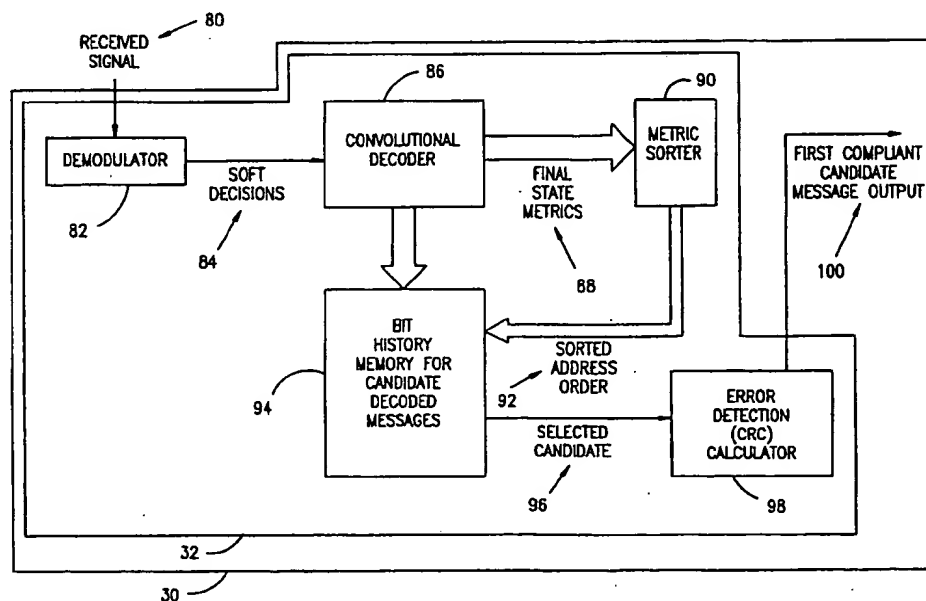 80
RECEIVED
SIGNAL
86
90
DEMODULATOR
82
SOFT
DECISIONS
84
CONVOLUTIONAL
DECODER
FINAL
STATE
METRICS
88
METRIC
SORTER
FIRST COMPLIANT
CANDIDATE
MESSAGE OUTPUT
100
BIT
HISTORY
MEMORY FOR
CANDIDATE
DECODED
MESSAGES
94
SORTED
ADDRESS
ORDER
92
SELECTED
CANDIDATE
96
ERROR
DETECTION
(CRC)
CALCULATOR
98
32
30